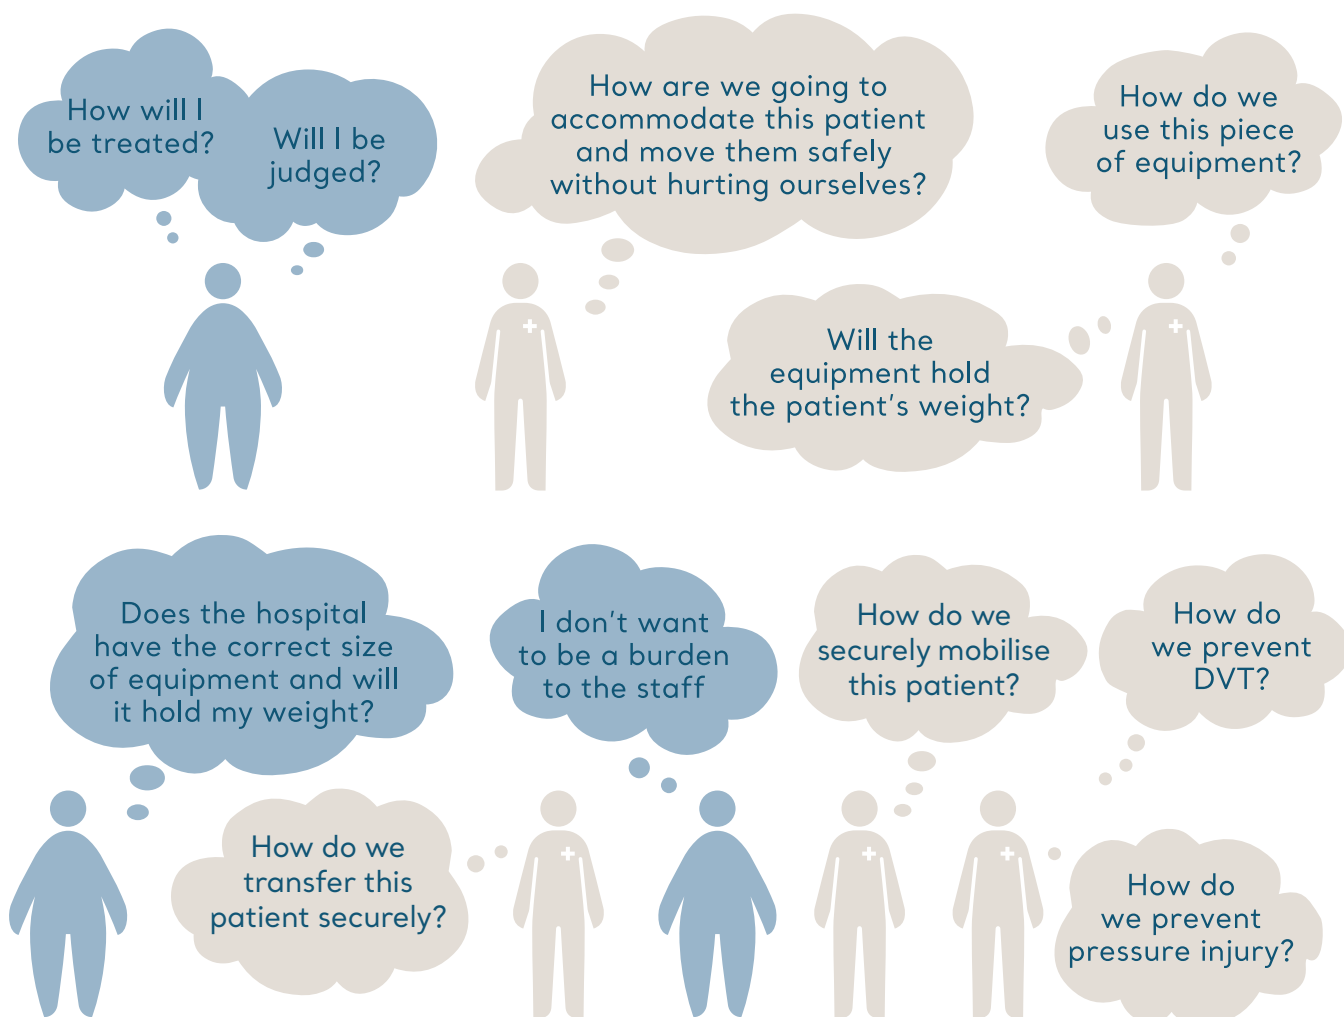 How will I
be treated?
Will I be
judged?
How are we going to
accommodate this patient
and move them safely
without hurting ourselves?
How do we
use this piece
of equipment?
Will the
equipment hold
the patient's weight?
Does the hospital
have the correct size
of equipment and will
it hold my weight?
I don't want
to be a burden
to the staff
How do we
securely mobilise
this patient?
How do
we prevent
DVT?
How do we
transfer this
patient securely?
How do
we prevent
pressure injury?